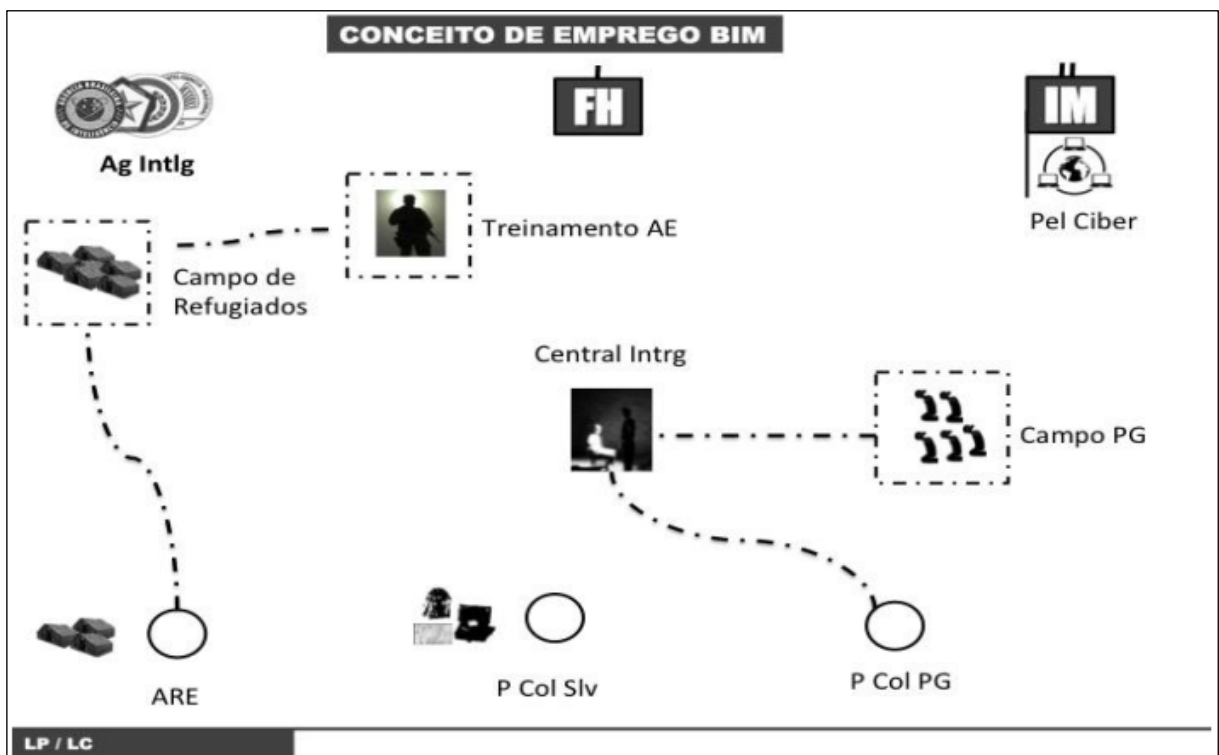 CONCEITO DE EMPREGO BIM
FH
IM
Ag Intlg
Pel Ciber
Treinamento AE
Campo de
Refugiados
Central Intrg
Campo PG
ARE
P Col Slv
P Col PG
LP / LC